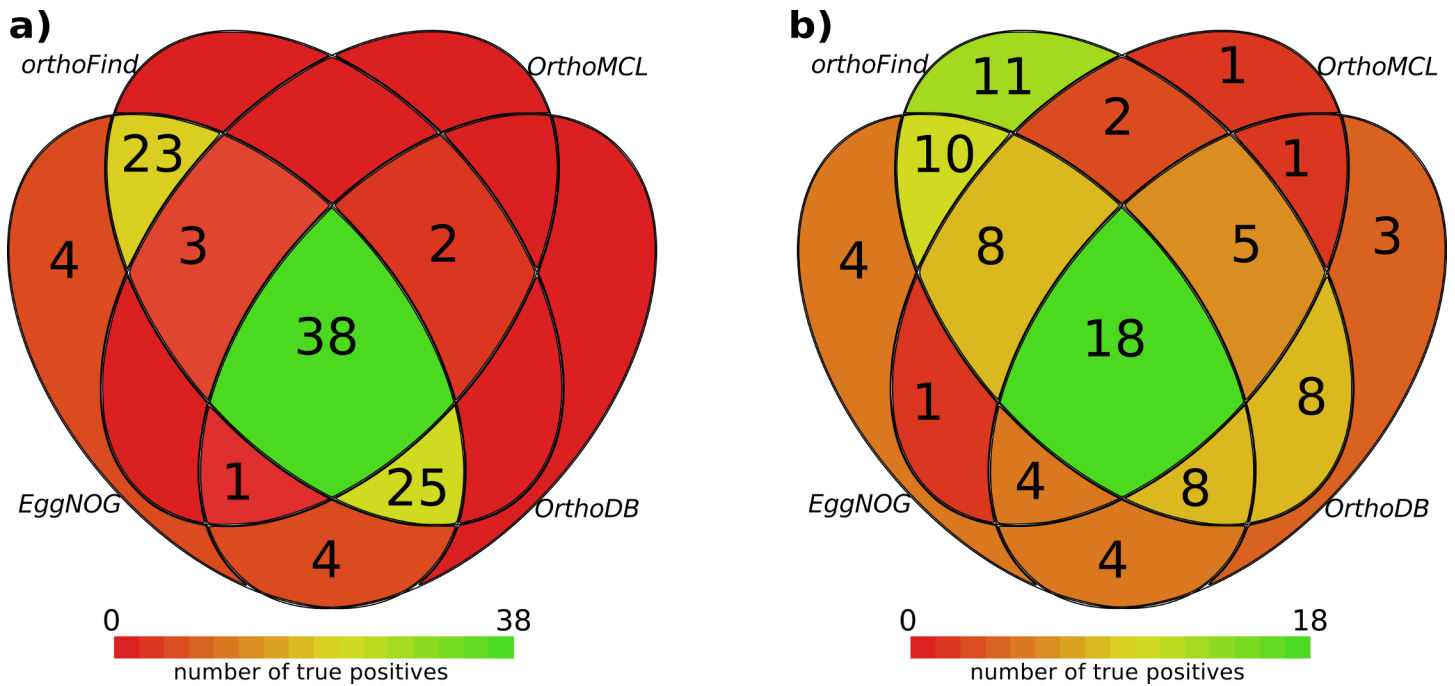 a)
orthoFind
OrthoMCL
23
4
3
2
38
1
25
EggNOG
OrthoDB
4
0
38
number of true positives
b)
orthoFind
OrthoMCL
11
1
2
10
1
4
8
5
3
18
1
8
4
8
EggNOG
OrthoDB
4
0
18
number of true positives